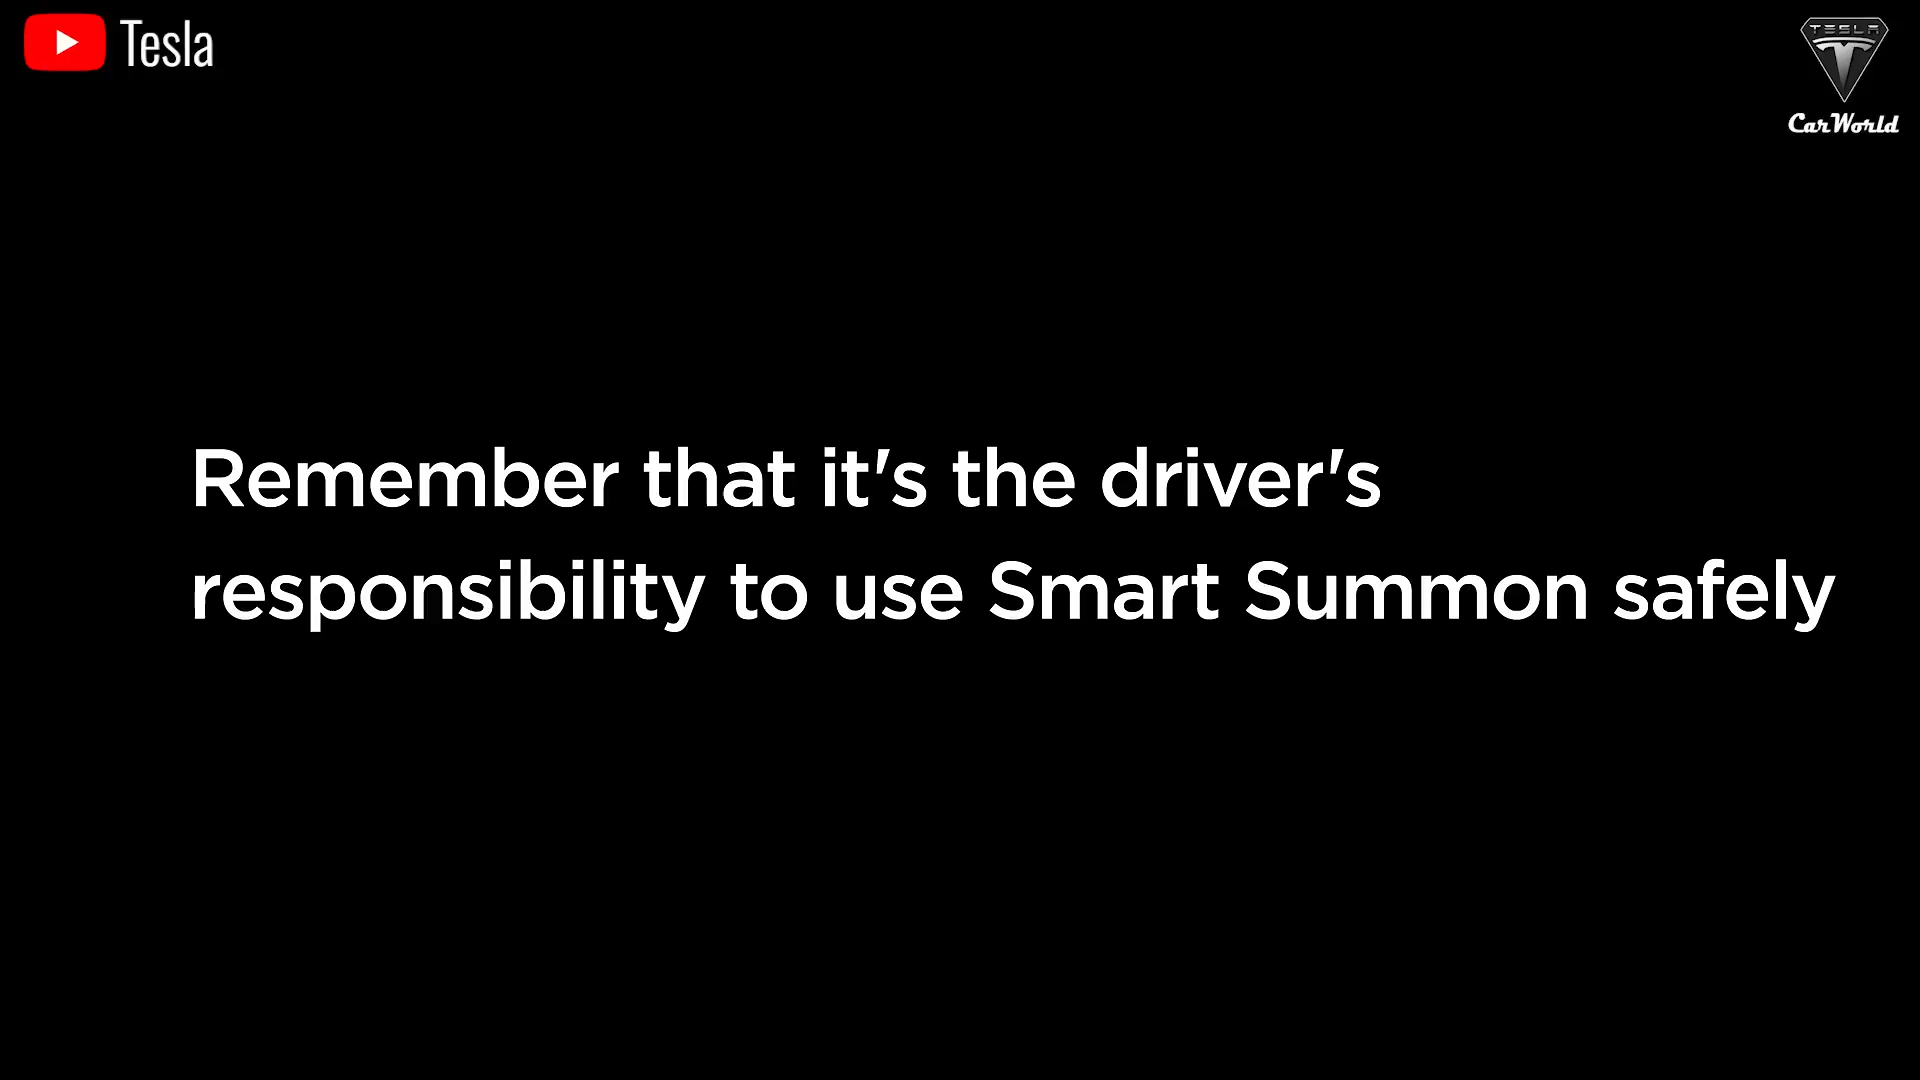 Tesla
TESLA
CarWorld
Remember that it's the driver's
responsibility to use Smart Summon safely